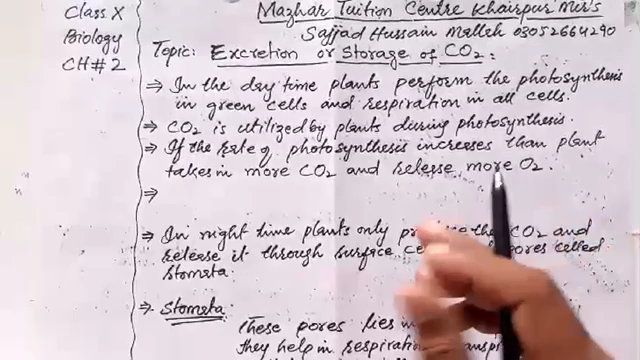 Class X
Biology
CH # 2
Mazhar Tuition Centre Khairpur Mir's
Sajjad Hussain Malleh 03052664290
Topic: Excretion or Storage of CO2:
⇒ In the day time plants perform the photosynthesis
in green cells and respiration in all cells.
⇒ CO2 is utilized by plants during photosynthesis.
⇒ If the rate of photosynthesis increases than plant
takes in more CO2 and release more O2.
⇒
⇒ In night time plants only the CO2 and
release it through surface pores called
Stomata.
⇒ Stomata:
These pores lies in
they help in respiration